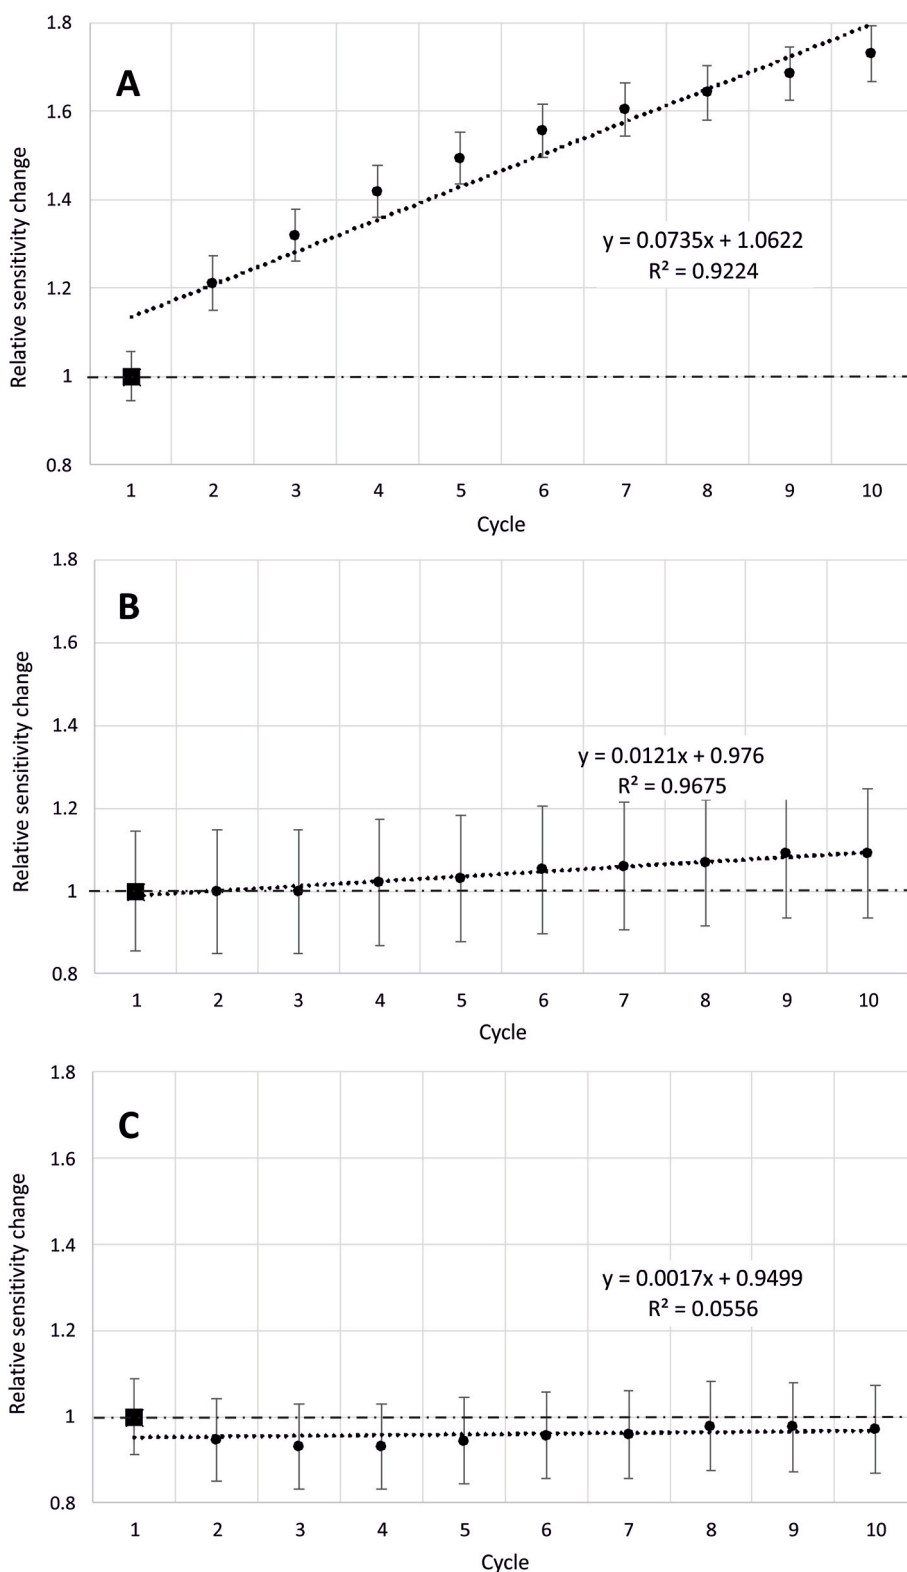 A
Relative sensitivity change
1.8
1.6
1.4
1.2
1
0.8
y = 0.0735x + 1.0622
R² = 0.9224
1 2 3 4 5 6 7 8 9 10
Cycle
B
Relative sensitivity change
1.8
1.6
1.4
1.2
1
0.8
y = 0.0121x + 0.976
R² = 0.9675
1 2 3 4 5 6 7 8 9 10
Cycle
C
Relative sensitivity change
1.8
1.6
1.4
1.2
1
0.8
y = 0.0017x + 0.9499
R² = 0.0556
1 2 3 4 5 6 7 8 9 10
Cycle